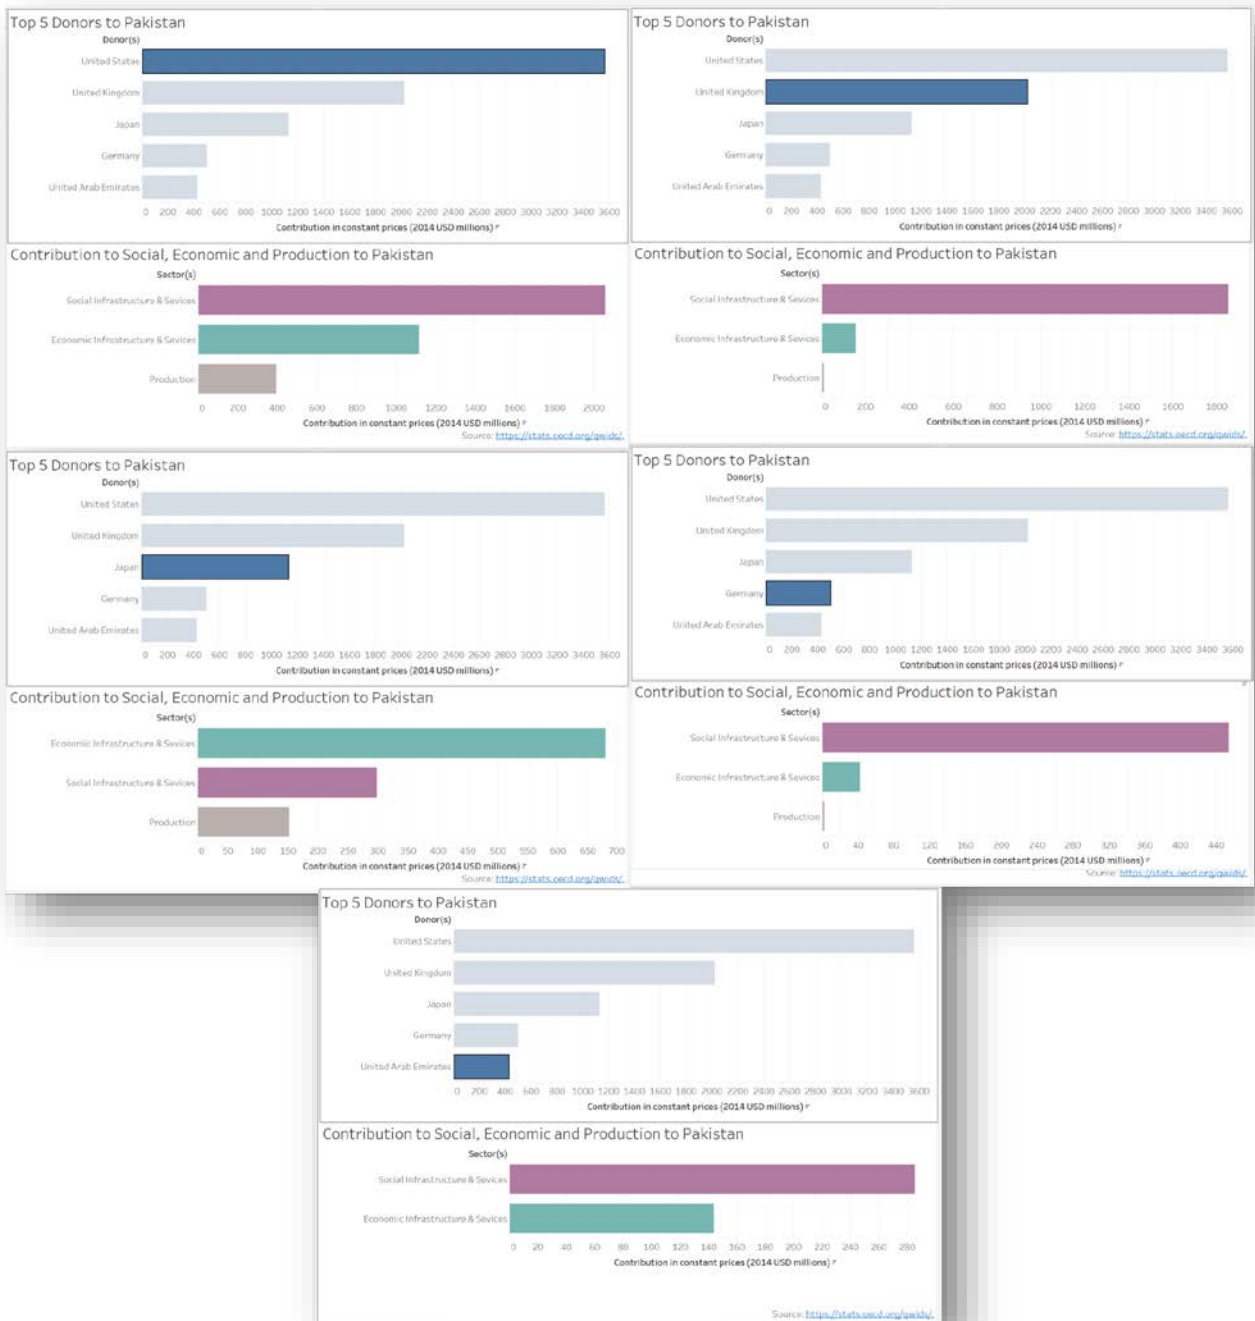 Top 5 Donors to Pakistan
Donor(s)
United States
United Kingdom
Japan
Germany
United Arab Emirates
0 200 400 600 800 1000 1200 1400 1600 1800 2000 2200 2400 2600 2800 3000 3200 3400 3600
Contribution in constant prices (2014 USD millions)
Contribution to Social, Economic and Production to Pakistan
Sector(s)
Social Infrastructure & Sevices
Economic Infrastructure & Sevices
Production
0 200 400 600 800 1000 1200 1400 1600 1800 2000
Contribution in constant prices (2014 USD millions)
Source: https://stats.oecd.org/qwids/.
Top 5 Donors to Pakistan
Donor(s)
United States
United Kingdom
Japan
Germany
United Arab Emirates
0 200 400 600 800 1000 1200 1400 1600 1800 2000 2200 2400 2600 2800 3000 3200 3400 3600
Contribution in constant prices (2014 USD millions)
Contribution to Social, Economic and Production to Pakistan
Sector(s)
Social Infrastructure & Sevices
Economic Infrastructure & Sevices
Production
0 200 400 600 800 1000 1200 1400 1600 1800
Contribution in constant prices (2014 USD millions)
Source: https://stats.oecd.org/qwids/.
Top 5 Donors to Pakistan
Donor(s)
United States
United Kingdom
Japan
Germany
United Arab Emirates
0 200 400 600 800 1000 1200 1400 1600 1800 2000 2200 2400 2600 2800 3000 3200 3400 3600
Contribution in constant prices (2014 USD millions)
Contribution to Social, Economic and Production to Pakistan
Sector(s)
Economic Infrastructure & Sevices
Social Infrastructure & Sevices
Production
0 50 100 150 200 250 300 350 400 450 500 550 600 650 700
Contribution in constant prices (2014 USD millions)
Source: https://stats.oecd.org/qwids/.
Top 5 Donors to Pakistan
Donor(s)
United States
United Kingdom
Japan
Germany
United Arab Emirates
0 200 400 600 800 1000 1200 1400 1600 1800 2000 2200 2400 2600 2800 3000 3200 3400 3600
Contribution in constant prices (2014 USD millions)
Contribution to Social, Economic and Production to Pakistan
Sector(s)
Social Infrastructure & Sevices
Economic Infrastructure & Sevices
Production
0 40 80 120 160 200 240 280 320 360 400 440
Contribution in constant prices (2014 USD millions)
Source: https://stats.oecd.org/qwids/.
Top 5 Donors to Pakistan
Donor(s)
United States
United Kingdom
Japan
Germany
United Arab Emirates
0 200 400 600 800 1000 1200 1400 1600 1800 2000 2200 2400 2600 2800 3000 3200 3400 3600
Contribution in constant prices (2014 USD millions)
Contribution to Social, Economic and Production to Pakistan
Sector(s)
Social Infrastructure & Sevices
Economic Infrastructure & Sevices
0 20 40 60 80 100 120 140 160 180 200 220 240 260 280
Contribution in constant prices (2014 USD millions)
Source: https://stats.oecd.org/qwids/.